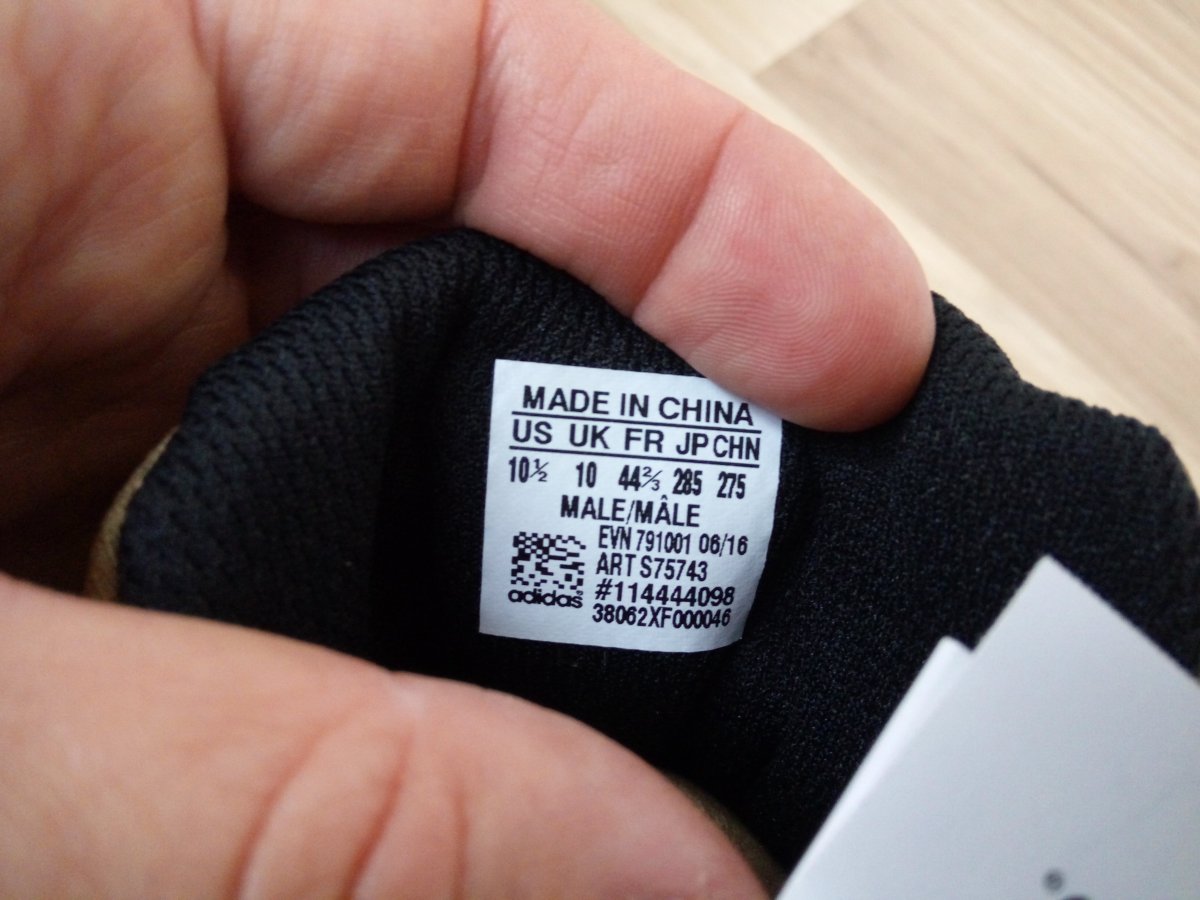 MADE IN CHINA
US UK FR JP CHN
10½ 10 44⅔ 285 275
MALE/MÂLE
EVN 791001 06/16
ART S75743
#114444098
adidas
38062XF000046